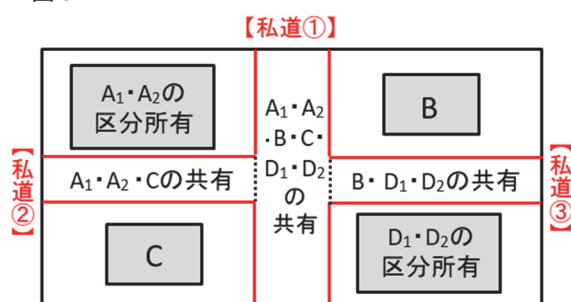 【私道①】
A₁・A₂の
区分所有
A₁・A₂
・B・C・
D₁・D₂
の
共有
B
【私道②】
A₁・A₂・Cの共有
B・D₁・D₂の共有
【私道③】
C
D₁・D₂の
区分所有